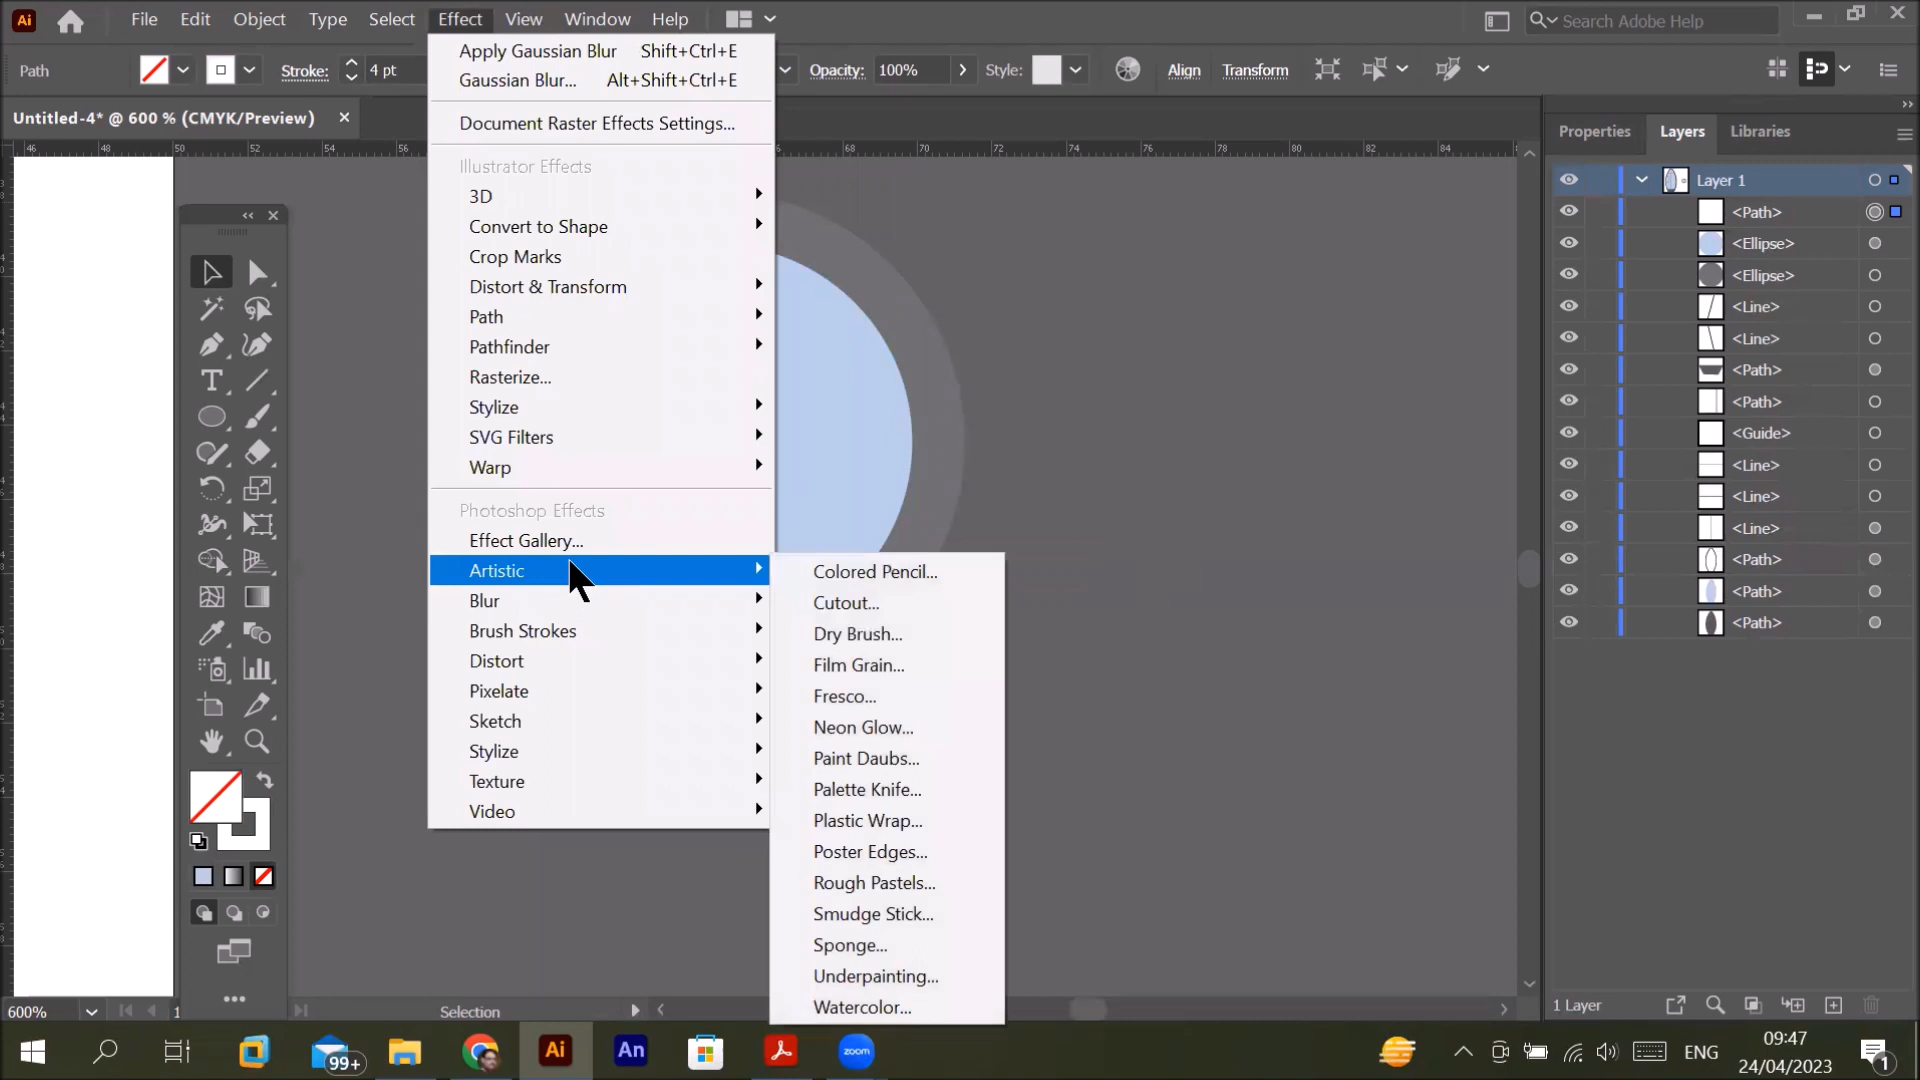 Ai File Edit Object Type Select Effect View Window Help Search Adobe Help
Path Stroke: 4 pt Opacity: 100% Style: Align Transform
Untitled-4* @ 600 % (CMYK/Preview)
46 48 50 52 54 56 68 70 72 74 76 78 80 82 84
Apply Gaussian Blur Shift+Ctrl+E
Gaussian Blur... Alt+Shift+Ctrl+E
Document Raster Effects Settings...
Illustrator Effects
3D
Convert to Shape
Crop Marks
Distort & Transform
Path
Pathfinder
Rasterize...
Stylize
SVG Filters
Warp
Photoshop Effects
Effect Gallery...
Artistic
Blur
Brush Strokes
Distort
Pixelate
Sketch
Stylize
Texture
Video
Colored Pencil...
Cutout...
Dry Brush...
Film Grain...
Fresco...
Neon Glow...
Paint Daubs...
Palette Knife...
Plastic Wrap...
Poster Edges...
Rough Pastels...
Smudge Stick...
Sponge...
Underpainting...
Watercolor...
Properties Layers Libraries
Layer 1
<Path>
<Ellipse>
<Ellipse>
<Line>
<Line>
<Path>
<Path>
<Guide>
<Line>
<Line>
<Line>
<Path>
<Path>
<Path>
1 Layer
600% 1 Selection
99+ Ai An zoom ENG
09:47
24/04/2023
1